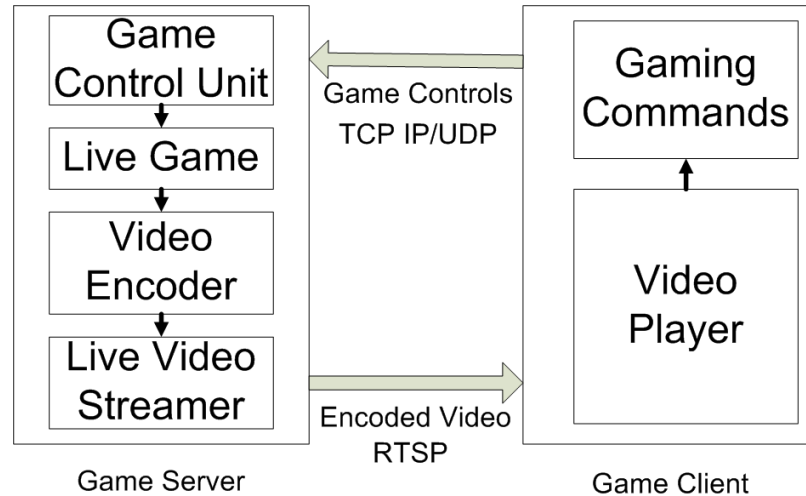 Game
Control Unit
Live Game
Video
Encoder
Live Video
Streamer
Game Server
Game Controls
TCP IP/UDP
Encoded Video
RTSP
Gaming
Commands
Video
Player
Game Client